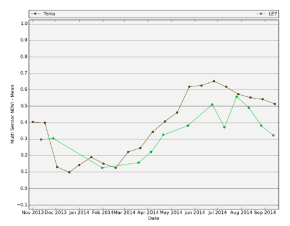 Terra
LE7
1.0
0.9
0.8
0.7
0.6
0.5
0.4
0.3
0.2
0.1
0.0
−0.1
Multi Sensor NDVI - Mean
Nov 2013 Dec 2013 Jan 2014 Feb 2014 Mar 2014 Apr 2014 May 2014 Jun 2014 Jul 2014 Aug 2014 Sep 2014
Date